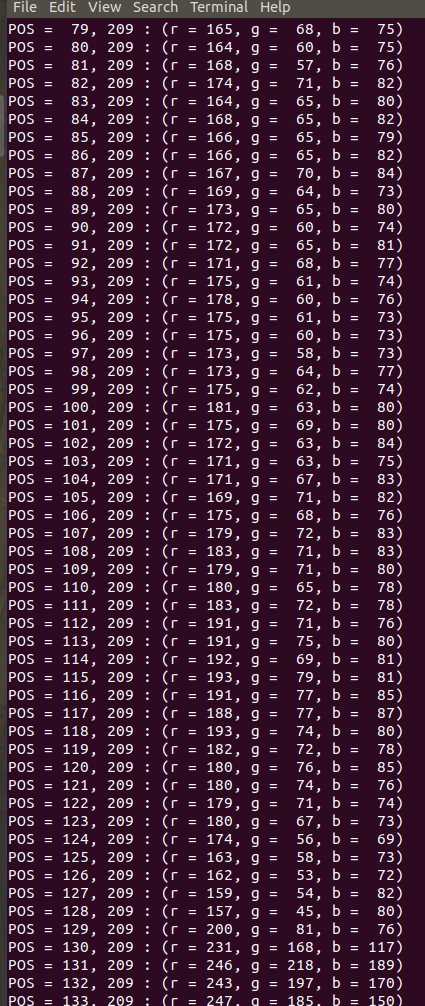 File Edit View Search Terminal Help
POS =  79, 209 : (r = 165, g =  68, b =  75)
POS =  80, 209 : (r = 164, g =  60, b =  75)
POS =  81, 209 : (r = 168, g =  57, b =  76)
POS =  82, 209 : (r = 174, g =  71, b =  82)
POS =  83, 209 : (r = 164, g =  65, b =  80)
POS =  84, 209 : (r = 168, g =  65, b =  82)
POS =  85, 209 : (r = 166, g =  65, b =  79)
POS =  86, 209 : (r = 166, g =  65, b =  82)
POS =  87, 209 : (r = 167, g =  70, b =  84)
POS =  88, 209 : (r = 169, g =  64, b =  73)
POS =  89, 209 : (r = 173, g =  65, b =  80)
POS =  90, 209 : (r = 172, g =  60, b =  74)
POS =  91, 209 : (r = 172, g =  65, b =  81)
POS =  92, 209 : (r = 171, g =  68, b =  77)
POS =  93, 209 : (r = 175, g =  61, b =  74)
POS =  94, 209 : (r = 178, g =  60, b =  76)
POS =  95, 209 : (r = 175, g =  61, b =  73)
POS =  96, 209 : (r = 175, g =  60, b =  73)
POS =  97, 209 : (r = 173, g =  58, b =  73)
POS =  98, 209 : (r = 173, g =  64, b =  77)
POS =  99, 209 : (r = 175, g =  62, b =  74)
POS = 100, 209 : (r = 181, g =  63, b =  80)
POS = 101, 209 : (r = 175, g =  69, b =  80)
POS = 102, 209 : (r = 172, g =  63, b =  84)
POS = 103, 209 : (r = 171, g =  63, b =  75)
POS = 104, 209 : (r = 171, g =  67, b =  83)
POS = 105, 209 : (r = 169, g =  71, b =  82)
POS = 106, 209 : (r = 175, g =  68, b =  76)
POS = 107, 209 : (r = 179, g =  72, b =  83)
POS = 108, 209 : (r = 183, g =  71, b =  83)
POS = 109, 209 : (r = 179, g =  71, b =  80)
POS = 110, 209 : (r = 180, g =  65, b =  78)
POS = 111, 209 : (r = 183, g =  72, b =  78)
POS = 112, 209 : (r = 191, g =  71, b =  76)
POS = 113, 209 : (r = 191, g =  75, b =  80)
POS = 114, 209 : (r = 192, g =  69, b =  81)
POS = 115, 209 : (r = 193, g =  79, b =  81)
POS = 116, 209 : (r = 191, g =  77, b =  85)
POS = 117, 209 : (r = 188, g =  77, b =  87)
POS = 118, 209 : (r = 193, g =  74, b =  80)
POS = 119, 209 : (r = 182, g =  72, b =  78)
POS = 120, 209 : (r = 180, g =  76, b =  85)
POS = 121, 209 : (r = 180, g =  74, b =  76)
POS = 122, 209 : (r = 179, g =  71, b =  74)
POS = 123, 209 : (r = 180, g =  67, b =  73)
POS = 124, 209 : (r = 174, g =  56, b =  69)
POS = 125, 209 : (r = 163, g =  58, b =  73)
POS = 126, 209 : (r = 162, g =  53, b =  72)
POS = 127, 209 : (r = 159, g =  54, b =  82)
POS = 128, 209 : (r = 157, g =  45, b =  80)
POS = 129, 209 : (r = 200, g =  81, b =  76)
POS = 130, 209 : (r = 231, g = 168, b = 117)
POS = 131, 209 : (r = 246, g = 218, b = 189)
POS = 132, 209 : (r = 243, g = 197, b = 170)
POS = 133, 209 : (r = 247, g = 185, b = 150)